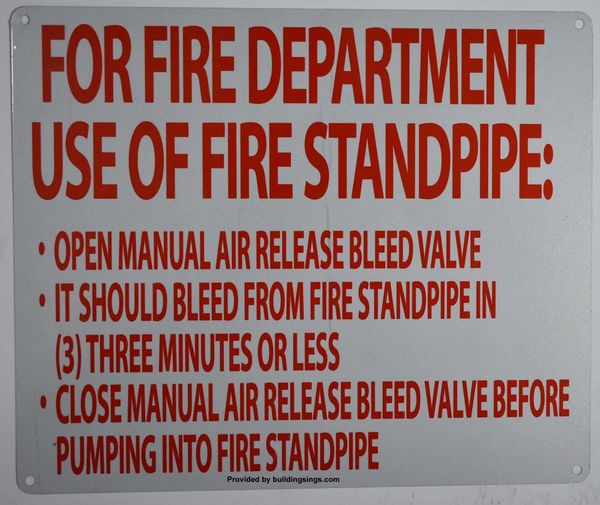 FOR FIRE DEPARTMENT
USE OF FIRE STANDPIPE:
• OPEN MANUAL AIR RELEASE BLEED VALVE
• IT SHOULD BLEED FROM FIRE STANDPIPE IN
(3) THREE MINUTES OR LESS
• CLOSE MANUAL AIR RELEASE BLEED VALVE BEFORE
PUMPING INTO FIRE STANDPIPE
Provided by buildingsings.com